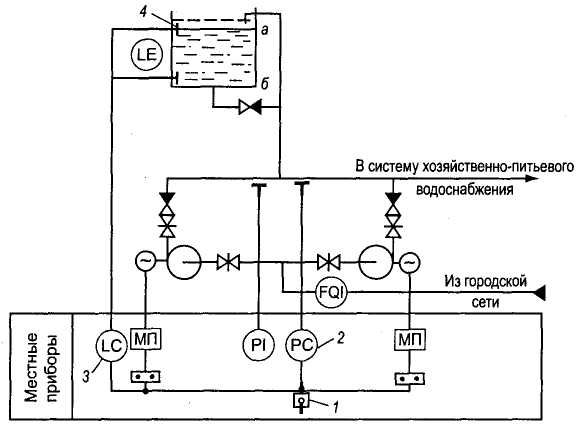 4
а
LE
б
В систему хозяйственно-питьевого
водоснабжения
~
~
Из городской
сети
FQI
Местные
приборы
LC
МП
PI
PC
2
МП
3
1